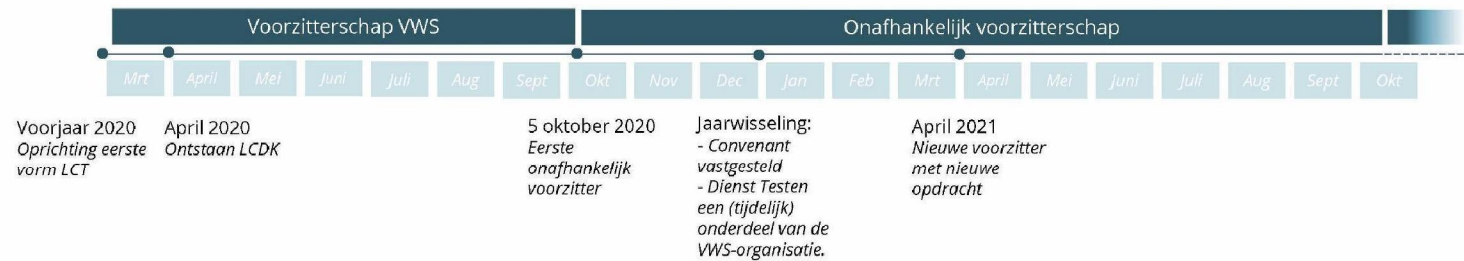 Voorzitterschap VWS
Onafhankelijk voorzitterschap
Mrt April Mei Juni Juli Aug Sept Okt Nov Dec Jan Feb Mrt April Mei Juni Juli Aug Sept Okt
Voorjaar 2020
Oprichting eerste
vorm LCT
April 2020
Ontstaan LCDK
5 oktober 2020
Eerste
onafhankelijk
voorzitter
Jaarwisseling:
- Convenant
vastgesteld
- Dienst Testen
een (tijdelijk)
onderdeel van de
VWS-organisatie.
April 2021
Nieuwe voorzitter
met nieuwe
opdracht